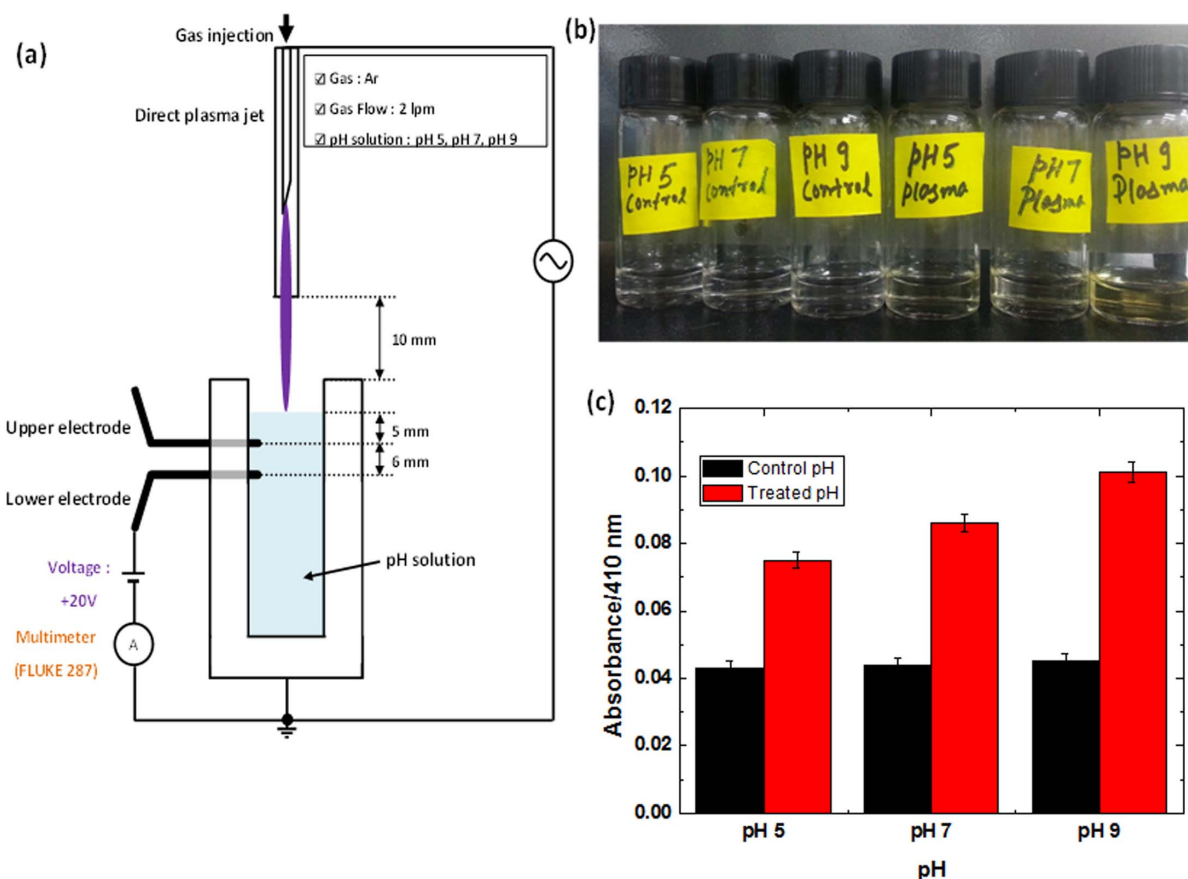 (a)
Gas injection
Direct plasma jet
☑ Gas : Ar
☑ Gas Flow : 2 lpm
☑ pH solution : pH 5, pH 7, pH 9
10 mm
5 mm
6 mm
Upper electrode
Lower electrode
pH solution
Voltage :
+20V
Multimeter
(FLUKE 287)
A
(b)
PH 5
Control
PH 7
Control
PH 9
Control
PH5
Plasma
PH7
Plasma
PH 9
Plasma
(c)
Absorbance/410 nm
0.12
0.10
0.08
0.06
0.04
0.02
0.00
Control pH
Treated pH
pH 5
pH 7
pH 9
pH